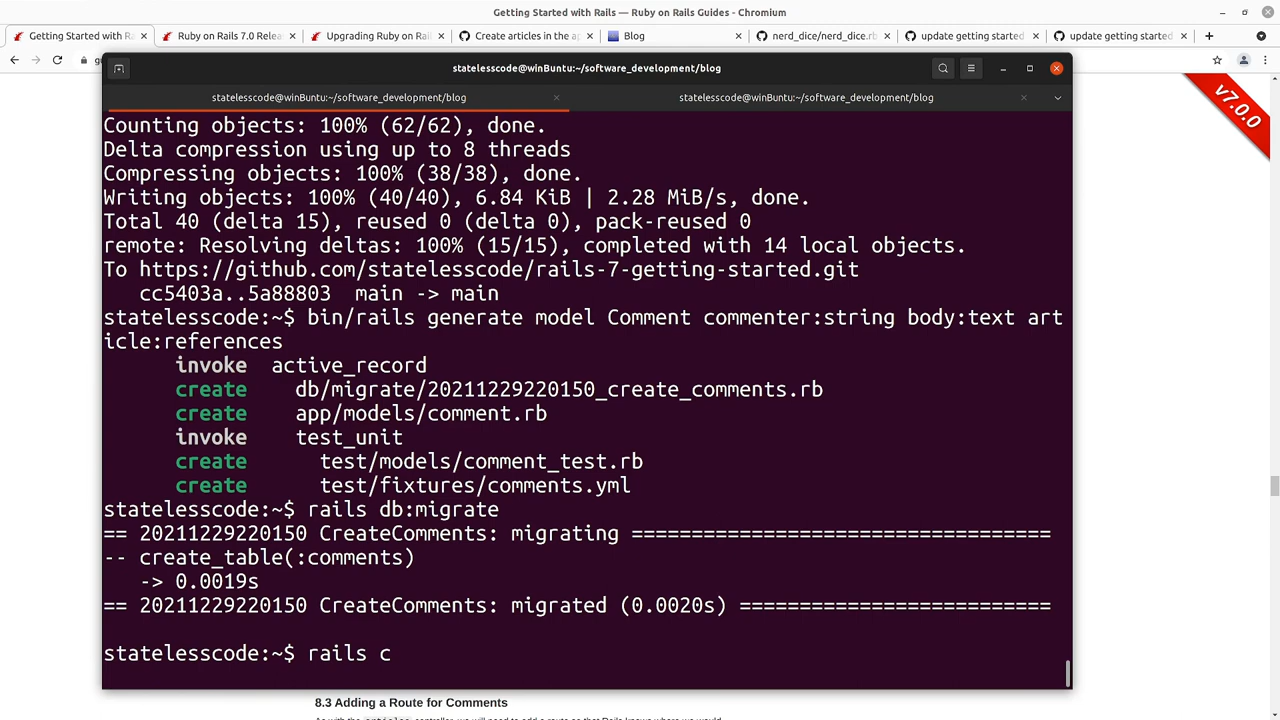 Getting Started with Rails — Ruby on Rails Guides - Chromium
Getting Started with Ra
Ruby on Rails 7.0 Relea
Upgrading Ruby on Rail
Create articles in the ap
Blog
nerd_dice/nerd_dice.rb
update getting started
update getting started
v7.0.0
statelesscode@winBuntu:~/software_development/blog
statelesscode@winBuntu:~/software_development/blog
statelesscode@winBuntu:~/software_development/blog
Counting objects: 100% (62/62), done.
Delta compression using up to 8 threads
Compressing objects: 100% (38/38), done.
Writing objects: 100% (40/40), 6.84 KiB | 2.28 MiB/s, done.
Total 40 (delta 15), reused 0 (delta 0), pack-reused 0
remote: Resolving deltas: 100% (15/15), completed with 14 local objects.
To https://github.com/statelesscode/rails-7-getting-started.git
cc5403a..5a88803  main -> main
statelesscode:~$ bin/rails generate model Comment commenter:string body:text art
icle:references
invoke  active_record
create    db/migrate/20211229220150_create_comments.rb
create    app/models/comment.rb
invoke    test_unit
create      test/models/comment_test.rb
create      test/fixtures/comments.yml
statelesscode:~$ rails db:migrate
== 20211229220150 CreateComments: migrating ===================================
-- create_table(:comments)
-> 0.0019s
== 20211229220150 CreateComments: migrated (0.0020s) ==========================
statelesscode:~$ rails c
8.3 Adding a Route for Comments